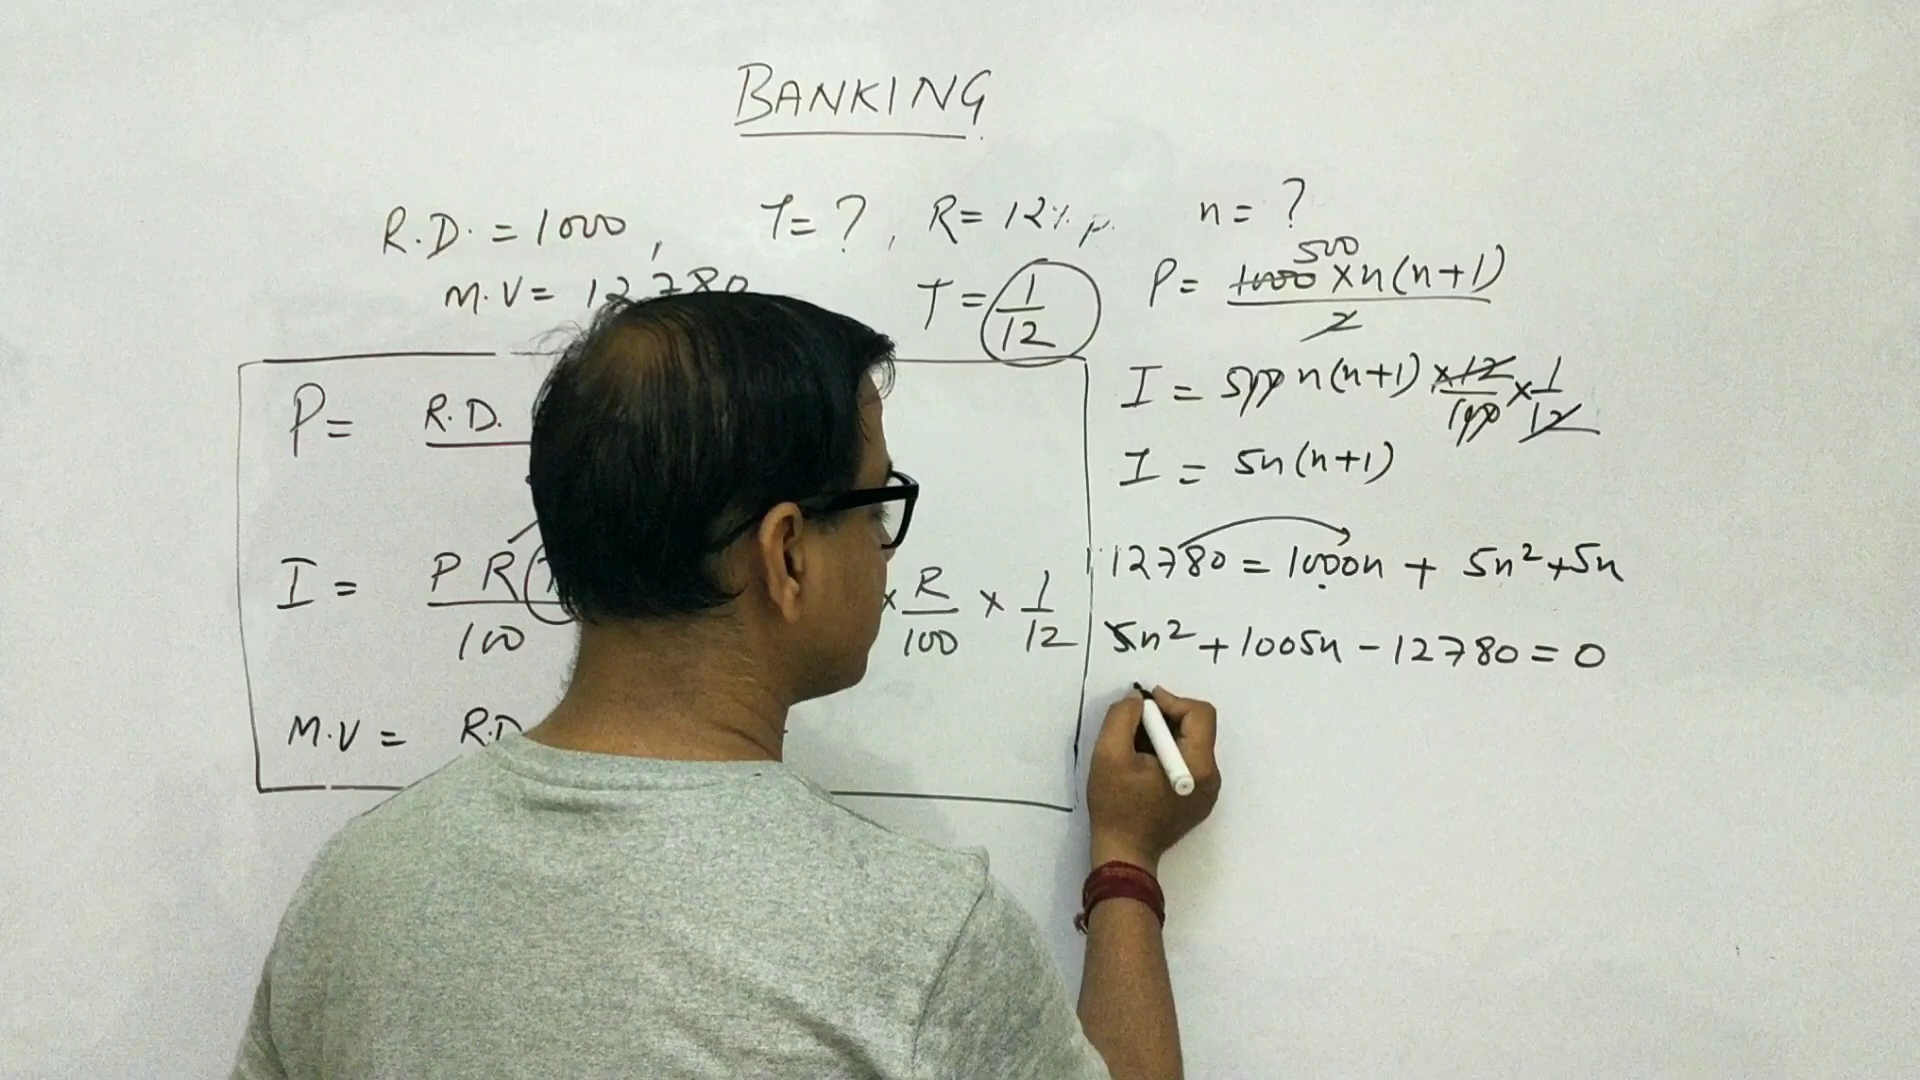 BANKING
R.D. = 1000, T = ?, R = 12% p. n = ?
M.V = 12780 T = 1/12
P = R.D.
I = P R / 100 × R/100 × 1/12
M.V = R.D
P = 1000 500 × n(n+1) / 2
I = 500 n(n+1) × 12/100 × 1/12
I = 5n(n+1)
12780 = 1000n + 5n² + 5n
5n² + 1005n - 12780 = 0